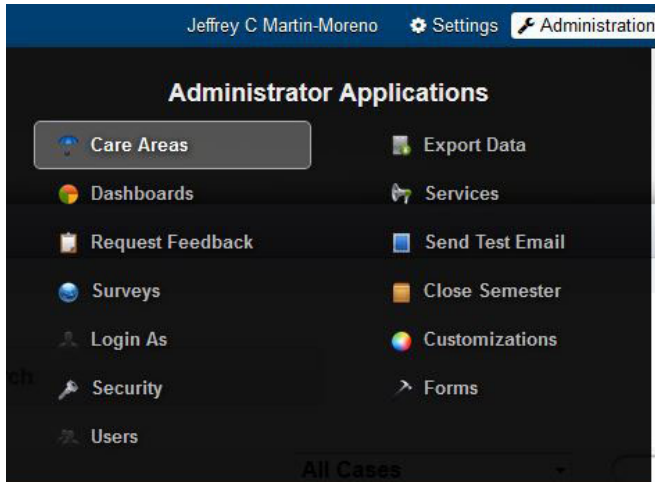 Jeffrey C Martin-Moreno Settings Administration
Administrator Applications
Care Areas Export Data
Dashboards Services
Request Feedback Send Test Email
Surveys Close Semester
Login As Customizations
rch
Security Forms
Users
All Cases